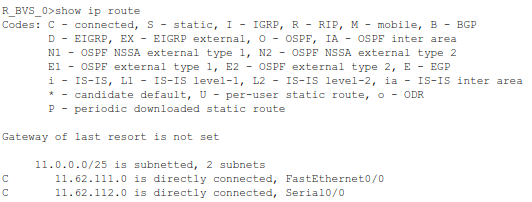 R_BVS_0>show ip route
Codes: C - connected, S - static, I - IGRP, R - RIP, M - mobile, B - BGP
       D - EIGRP, EX - EIGRP external, O - OSPF, IA - OSPF inter area
       N1 - OSPF NSSA external type 1, N2 - OSPF NSSA external type 2
       E1 - OSPF external type 1, E2 - OSPF external type 2, E - EGP
       i - IS-IS, L1 - IS-IS level-1, L2 - IS-IS level-2, ia - IS-IS inter area
       * - candidate default, U - per-user static route, o - ODR
       P - periodic downloaded static route
Gateway of last resort is not set
     11.0.0.0/25 is subnetted, 2 subnets
C       11.62.111.0 is directly connected, FastEthernet0/0
C       11.62.112.0 is directly connected, Serial0/0